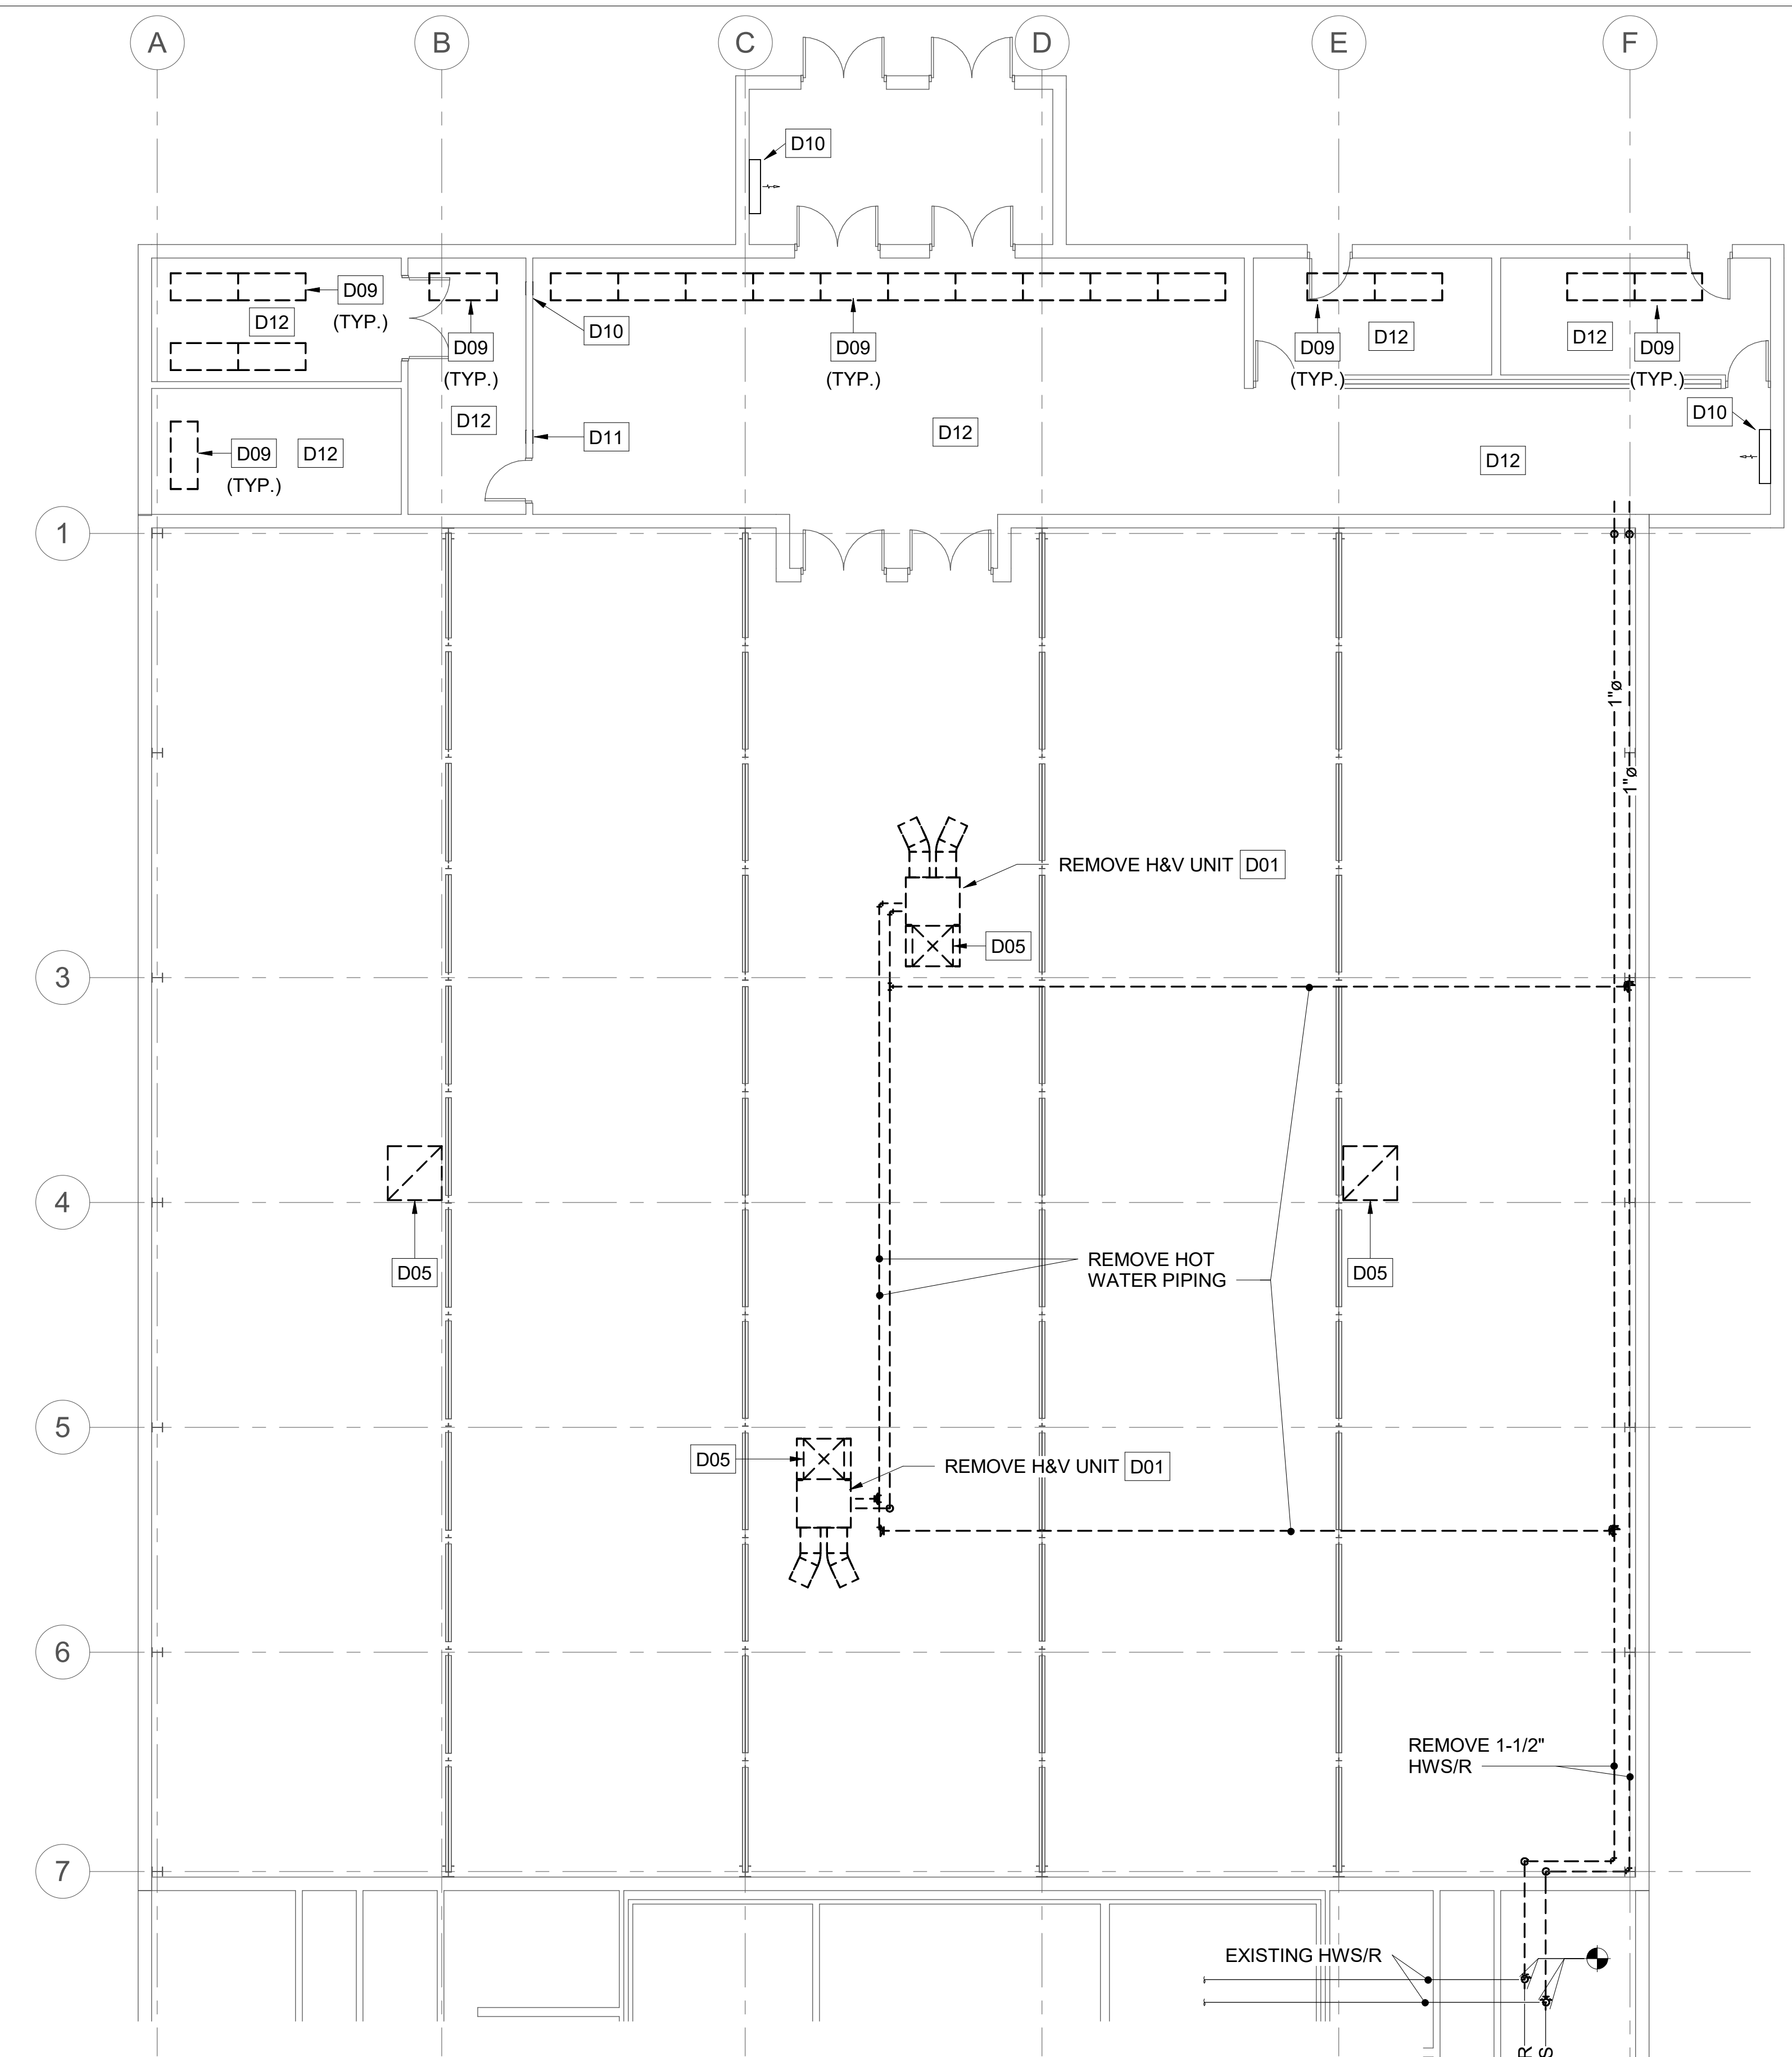 A
B
C
D
E
F
D10
D09
(TYP.)
D12
D10
D09
(TYP.)
D09
(TYP.)
D09
(TYP.)
D12
D12
D09
(TYP.)
D12
D11
D12
D10
D09
D12
(TYP.)
D12
1
1"ø
1"ø
REMOVE H&V UNIT D01
D05
3
4
D05
REMOVE HOT
WATER PIPING
D05
5
D05
REMOVE H&V UNIT D01
6
REMOVE 1-1/2"
HWS/R
7
EXISTING HWS/R
R
S